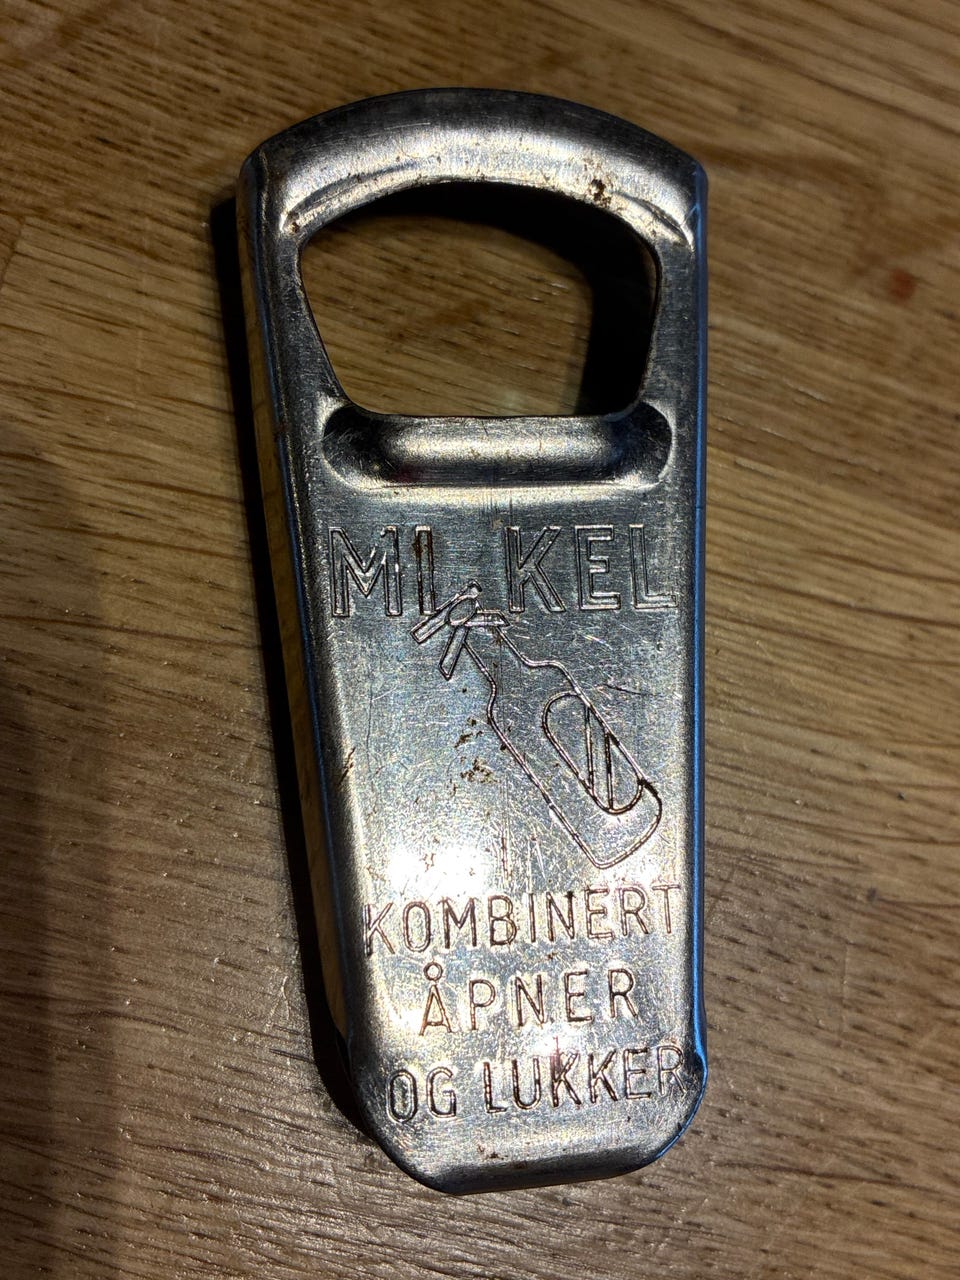 MI KEL
KOMBINERT
ÅPNER
OG LUKKER